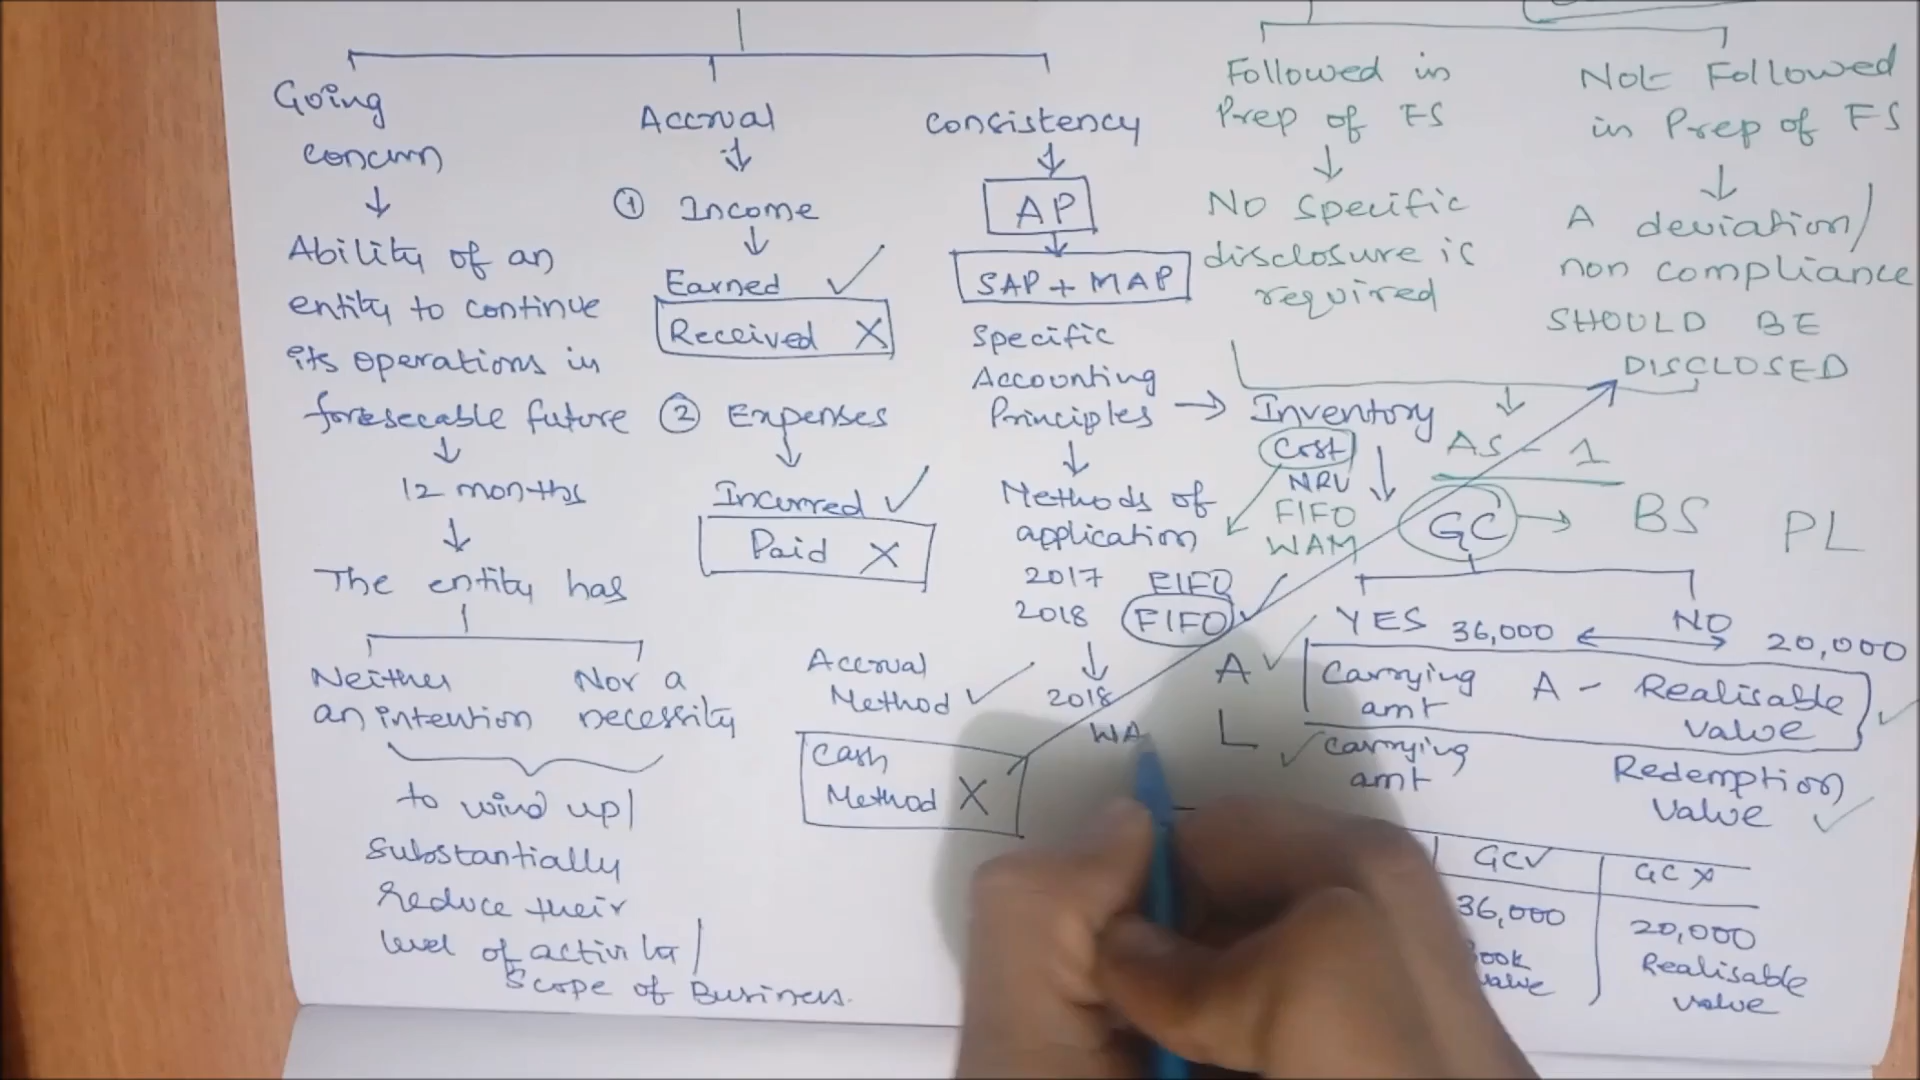 Going
concern
Ability of an
entity to continue
its operations in
foreseeable future
12 months
The entity has
Neither
an intention
Nor a
necessity
to wind up/
Substantially
Reduce their
level of activity/
Scope of Business.
Accrual
① Income
Earned ✓
Received X
② Expenses
Incurred ✓
Paid X
Accrual
Method ✓
Cash
Method X
Consistency
AP
SAP + MAP
Specific
Accounting
Principles → Inventory
Cost
NRV
FIFO
WAM
Methods of
application
2017 FIFO
2018 FIFO ✓
2018
WA
Followed in
Prep of FS
No specific
disclosure is
required
Not Followed
in Prep of FS
A deviation/
non compliance
SHOULD BE
DISCLOSED
AS - 1
GC → BS PL
YES 36,000 NO 20,000
A ✓ Carrying
amt
A - Realisable
Value
L ✓ Carrying
amt
Redemption
Value ✓
GC✓ GC X
36,000 20,000
value
Realisable
value